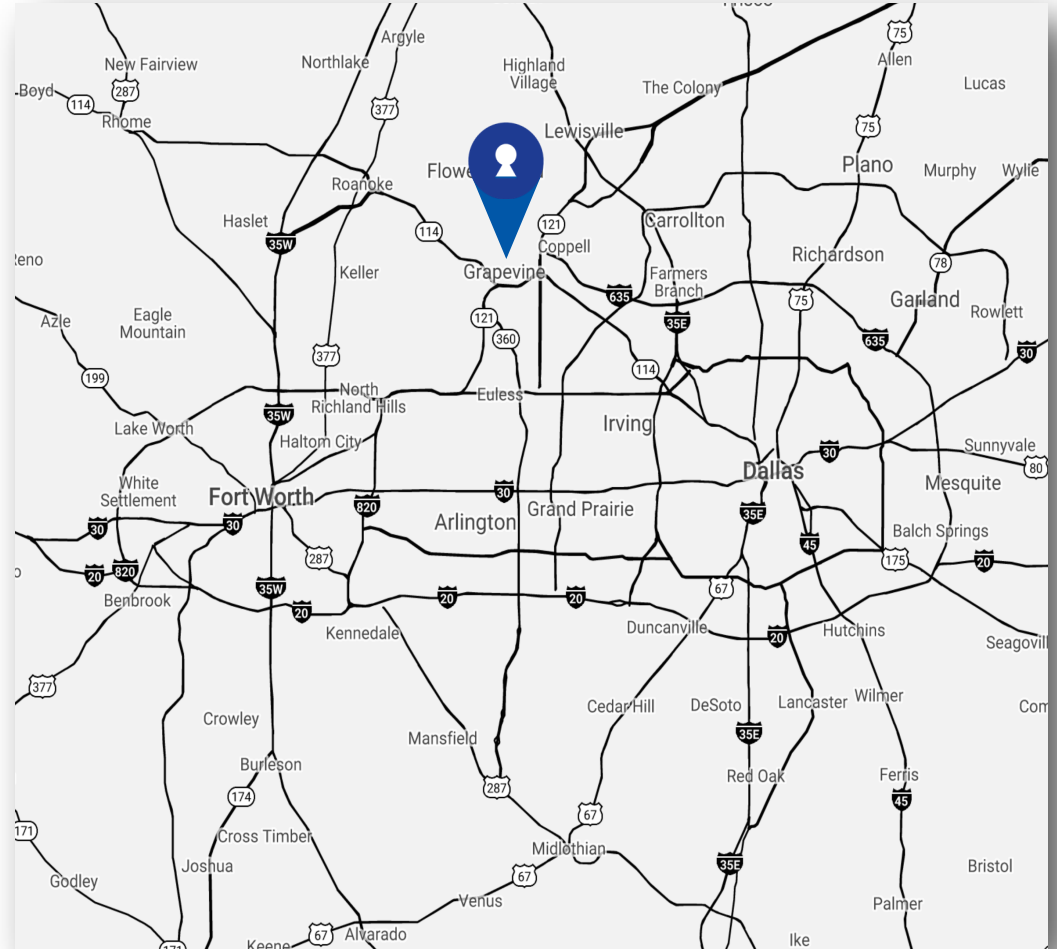 Argyle
75
New Fairview
Northlake
Allen
Highland
Village
Lucas
The Colony
Boyd
287
114
377
Rhome
75
Lewisville
Plano
Murphy
Wylie
Roanoke
Haslet
114
121
Carrollton
35W
Coppell
Richardson
78
Keller
Grapevine
Farmers
Branch
635
75
Garland
Rowlett
Azle
Eagle
Mountain
121
360
35E
635
30
377
199
114
North
Richland Hills
Euless
35W
Irving
Lake Worth
Haltom City
30
Sunnyvale
80
White
Settlement
Fort Worth
Dallas
Mesquite
820
30
Grand Prairie
35E
Arlington
30
30
45
Balch Springs
287
175
20
20
820
35W
67
20
20
20
Benbrook
Kennedale
Duncanville
20
Hutchins
377
Cedar Hill
DeSoto
Lancaster
Wilmer
Crowley
Mansfield
35E
Burleson
Red Oak
Ferris
174
287
45
67
171
Cross Timber
Midlothian
Joshua
35E
Bristol
Godley
67
Venus
Palmer
67
Alvarado
Keene
171
Ike